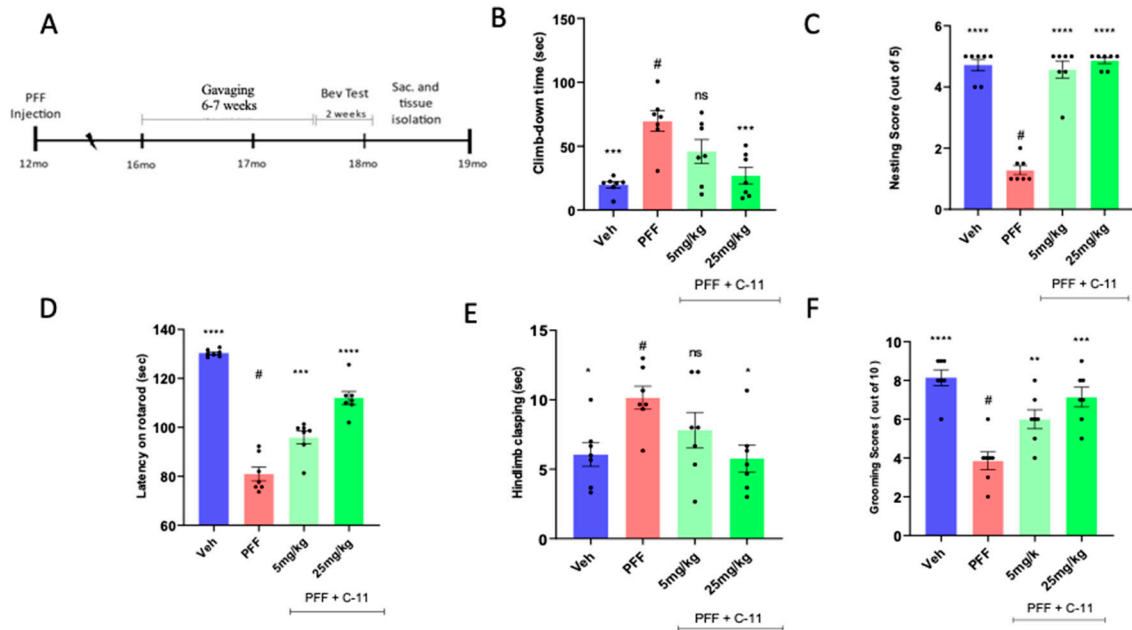 A
PFF
Injection
Gavaging
6-7 weeks
Bev Test
2 weeks
Sac. and
tissue
isolation
12mo
16mo
17mo
18mo
19mo
B
Climb-down time (sec)
150
100
50
0
***
#
ns
***
Veh
PFF
5mg/kg
25mg/kg
PFF + C-11
C
Nesting Score (out of 5)
6
4
2
0
****
#
****
****
Veh
PFF
5mg/kg
25mg/kg
PFF + C-11
D
Latency on rotarod (sec)
140
120
100
80
60
****
#
***
****
Veh
PFF
5mg/kg
25mg/kg
PFF + C-11
E
Hindlimb clasping (sec)
15
10
5
0
*
#
ns
*
Veh
PFF
5mg/kg
25mg/kg
PFF + C-11
F
Grooming Scores ( out of 10 )
10
8
6
4
2
0
****
#
**
***
Veh
PFF
5mg/k
25mg/kg
PFF + C-11